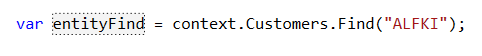 var entityFind = context.Customers.Find("ALFKI");